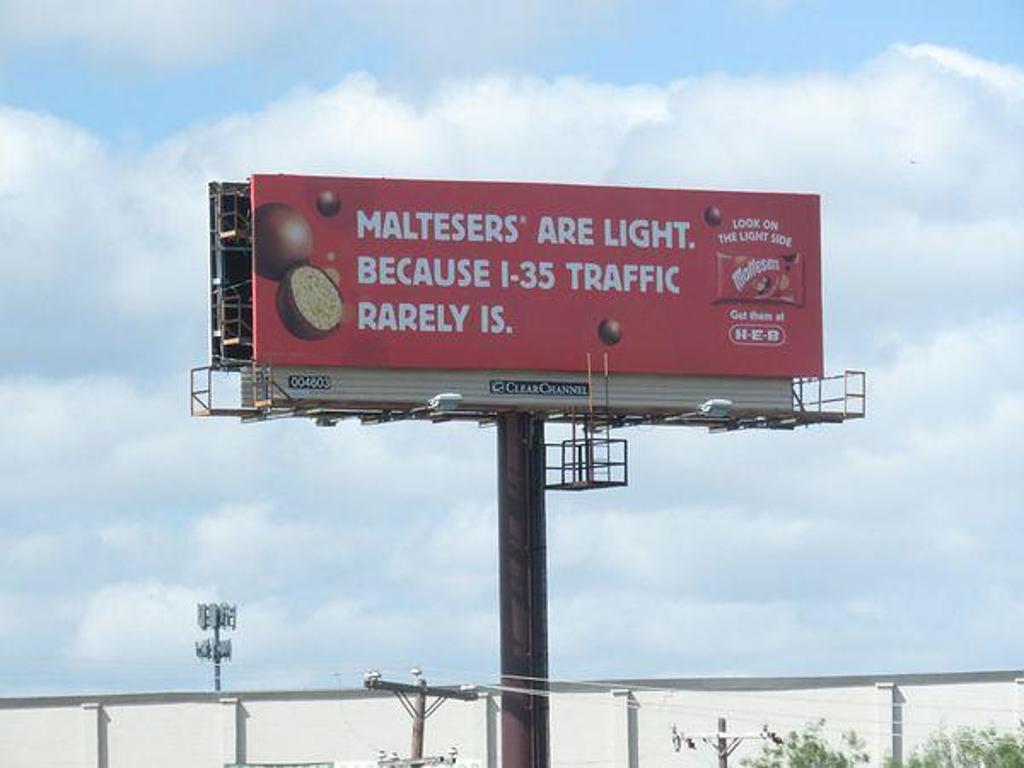 MALTESERS® ARE LIGHT.
BECAUSE I-35 TRAFFIC
RARELY IS.
LOOK ON
THE LIGHT SIDE
Maltesers
Get them at
H-E-B
004603
CLEARCHANNEL